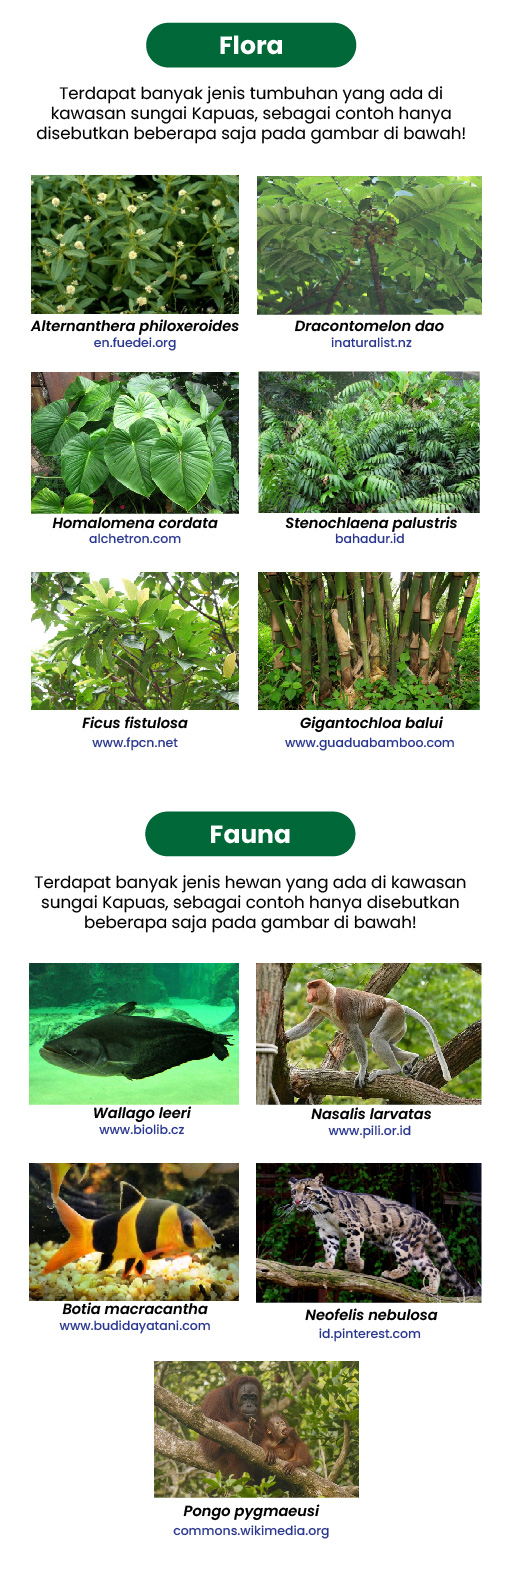 Flora
Terdapat banyak jenis tumbuhan yang ada di
kawasan sungai Kapuas, sebagai contoh hanya
disebutkan beberapa saja pada gambar di bawah!
Alternanthera philoxeroides
en.fuedei.org
Dracontomelon dao
inaturalist.nz
Homalomena cordata
alchetron.com
Stenochlaena palustris
bahadur.id
Ficus fistulosa
www.fpcn.net
Gigantochloa balui
www.guaduabamboo.com
Fauna
Terdapat banyak jenis hewan yang ada di kawasan
sungai Kapuas, sebagai contoh hanya disebutkan
beberapa saja pada gambar di bawah!
Wallago leeri
www.biolib.cz
Nasalis larvatas
www.pili.or.id
Botia macracantha
www.budidayatani.com
Neofelis nebulosa
id.pinterest.com
Pongo pygmaeusi
commons.wikimedia.org